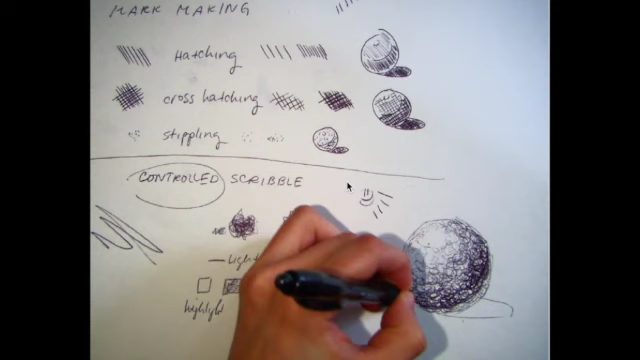 MARK MAKING
Hatching
cross hatching
stippling
CONTROLLED SCRIBBLE
highlight